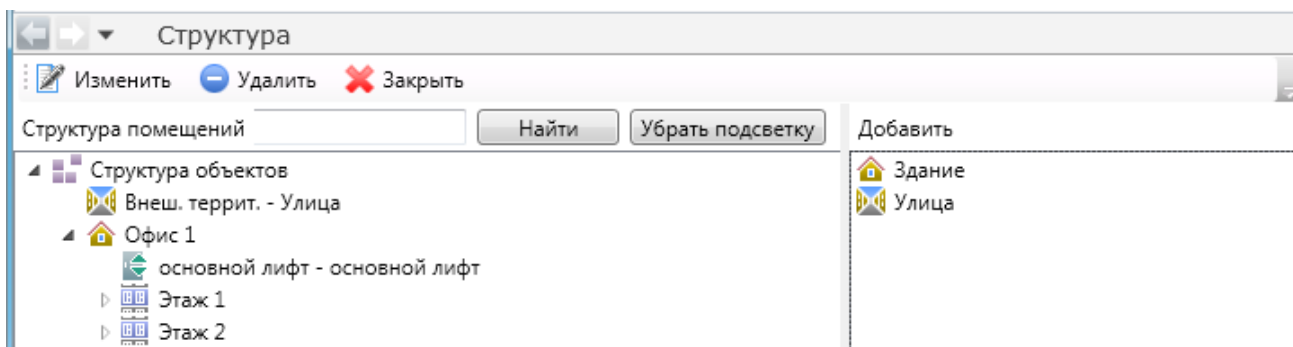 Структура
Изменить Удалить Закрыть
Структура помещений Найти Убрать подсветку Добавить
Структура объектов
Внеш. террит. - Улица
Офис 1
основной лифт - основной лифт
Этаж 1
Этаж 2
Здание
Улица